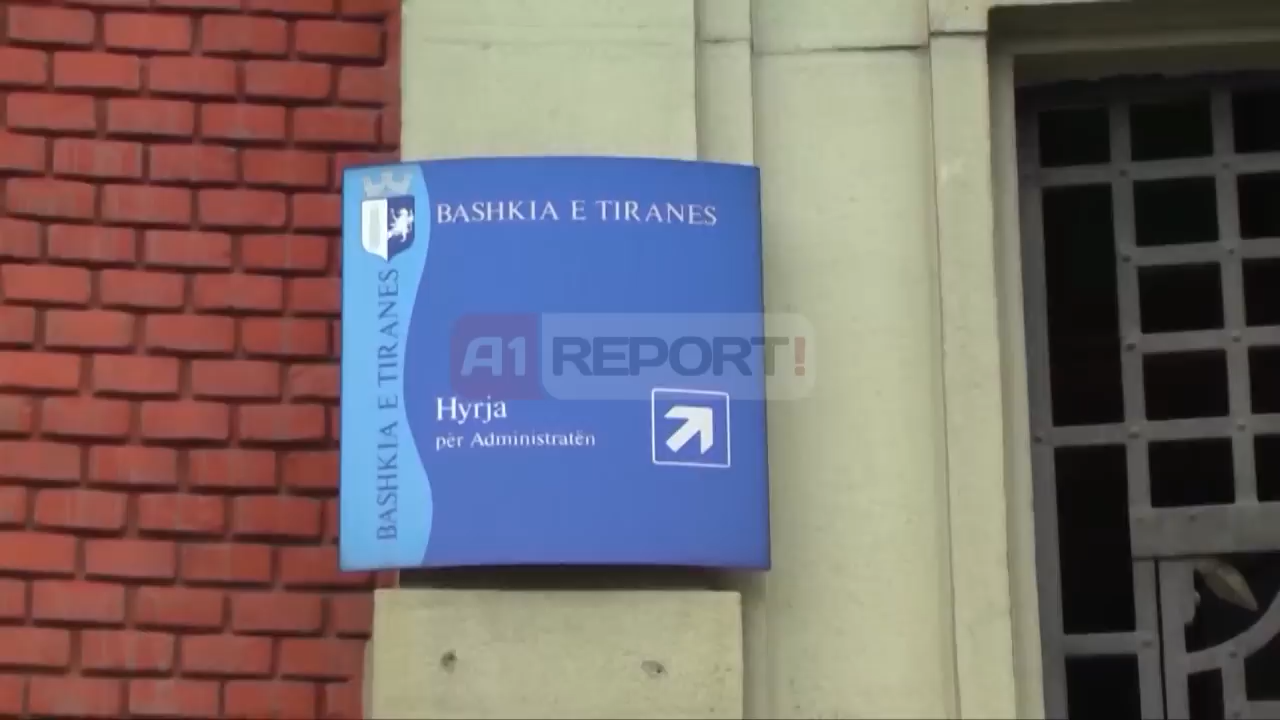 BASHKIA E TIRANES
BASHKIA E TIRANES
A1 REPORT!
Hyrja
për Administratën